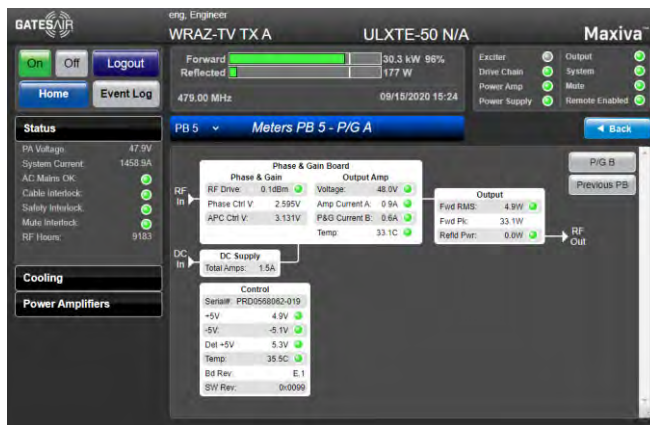 GATESAIR
eng, Engineer
WRAZ-TV TX A
ULXTE-50 N/A
Maxiva
On
Off
Logout
Home
Event Log
Forward
30.3 kW 96%
Reflected
177 W
479.00 MHz
09/15/2020 15:24
Exciter
Drive Chain
Power Amp
Power Supply
Output
System
Mute
Remote Enabled
Status
PB 5
Meters PB 5 - P/G A
◄ Back
PA Voltage: 47.9V
System Current: 1458.9A
AC Mains OK:
Cable Interlock:
Safety Interlock:
Mute Interlock:
RF Hours: 9183
Cooling
Power Amplifiers
P/G B
Previous PB
Phase & Gain Board
Phase & Gain
Output Amp
RF In
RF Drive: 0.1dBm
Phase Ctrl V: 2.595V
APC Ctrl V: 3.131V
Voltage: 48.0V
Amp Current A: 0.9A
P&G Current B: 0.6A
Temp: 33.1C
Output
Fwd RMS: 4.9W
Fwd Pk: 33.1W
Refld Pwr: 0.0W
RF Out
DC In
DC Supply
Total Amps: 1.5A
Control
Serial#: PRD0568062-019
+5V 4.9V
-5V: -5.1V
Del +5V 5.3V
Temp: 35.5C
Bd Rev: E.1
SW Rev: 0x0099